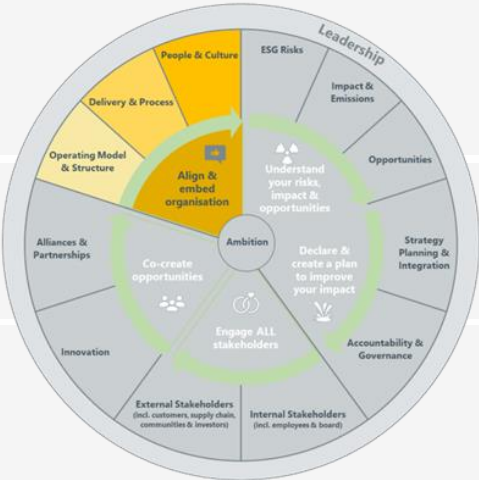 Leadership
People & Culture
ESG Risks
Impact &
Emissions
Delivery & Process
Opportunities
Operating Model
& Structure
Align &
embed
organisation
Understand
your risks,
impact &
opportunities
Alliances &
Partnerships
Ambition
Strategy
Planning &
Integration
Co-create
opportunities
Declare &
create a plan
to improve
your impact
Engage ALL
stakeholders
Innovation
Accountability &
Governance
External Stakeholders
(incl. customers, supply chain,
communities & investors)
Internal Stakeholders
(incl. employees & board)